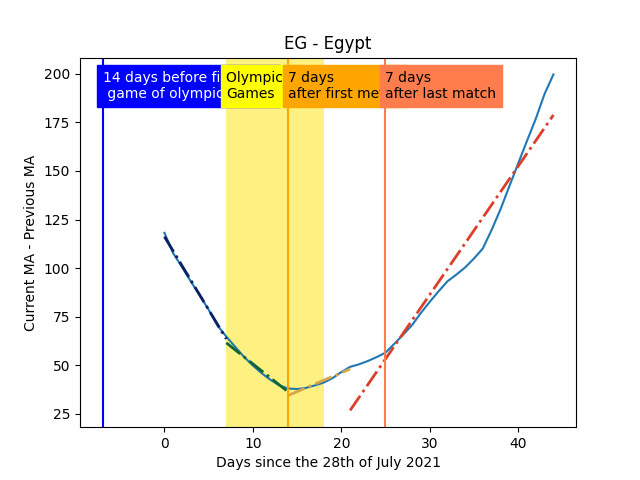 EG - Egypt
14 days before fi
game of olympic
Olympic
Games
7 days
after first me
7 days
after last match
200
175
150
125
100
75
50
25
Current MA - Previous MA
0
10
20
30
40
Days since the 28th of July 2021